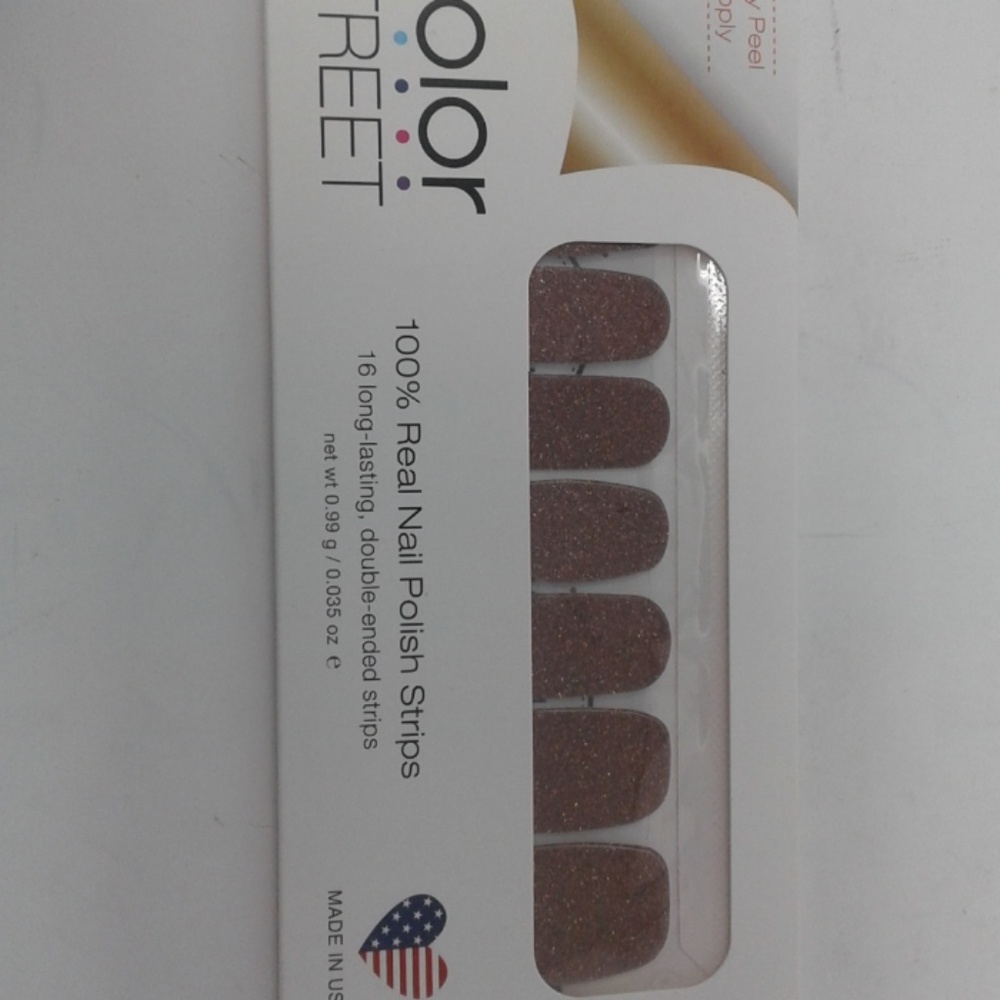 olor
TREET
y Peel
pply
100% Real Nail Polish Strips
16 long-lasting, double-ended strips
net wt 0.99 g / 0.035 oz ℮
MADE IN US